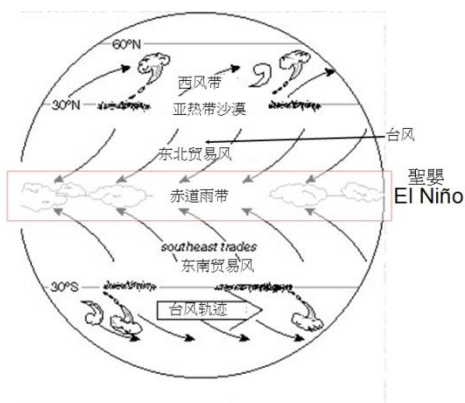 60°N
西风带
30°N
亚热带沙漠
台风
东北贸易风
聖嬰
El Niño
赤道雨带
southeast trades
东南贸易风
30°S
台风轨迹